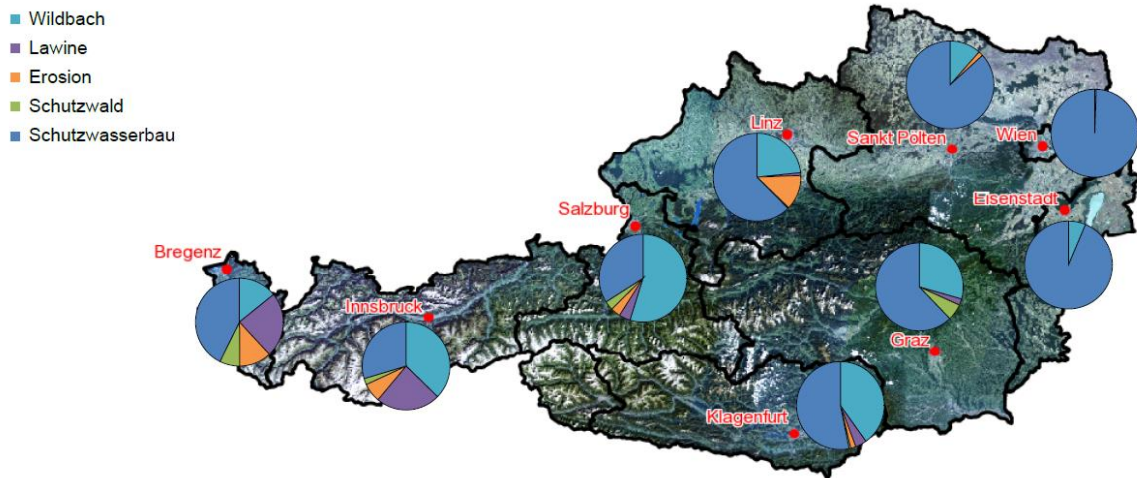 Wildbach
Lawine
Erosion
Schutzwald
Schutzwasserbau
Linz
Sankt Pölten
Wien
Eisenstadt
Salzburg
Bregenz
Innsbruck
Graz
Klagenfurt